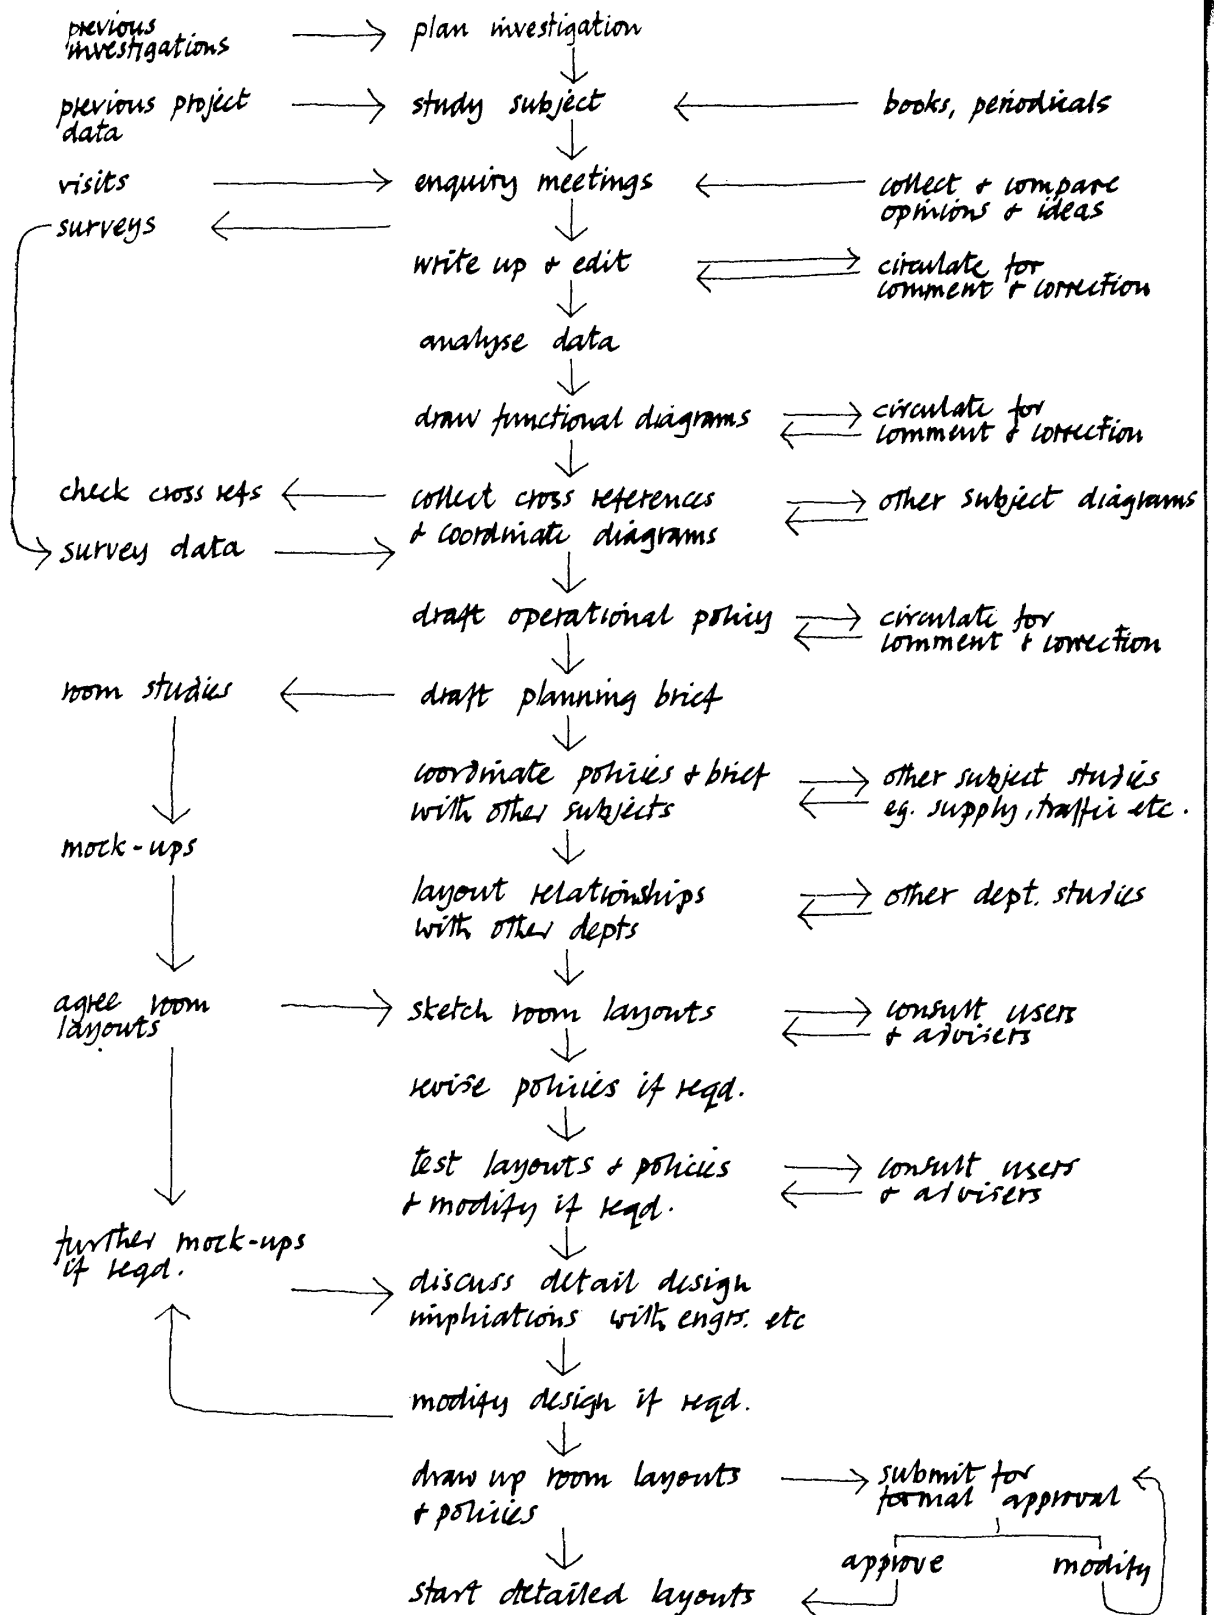 previous
investigations
plan investigation
previous project
data
study subject
books, periodicals
visits
enquiry meetings
collect & compare
opinions & ideas
surveys
write up & edit
circulate for
comment & correction
analyse data
draw functional diagrams
circulate for
comment & correction
check cross refs
collect cross references
& coordinate diagrams
other subject diagrams
survey data
draft operational policy
circulate for
comment & correction
room studies
draft planning brief
coordinate policies & brief
with other subjects
other subject studies
eg. supply, traffic etc.
mock-ups
layout relationships
with other depts
other dept. studies
agree room
layouts
sketch room layouts
consult users
& advisers
revise policies if reqd.
test layouts & policies
& modify if reqd.
consult users
& advisers
further mock-ups
if reqd.
discuss detail design
implications with engrs. etc
modify design if reqd.
draw up room layouts
& policies
submit for
formal approval
approve
modify
start detailed layouts